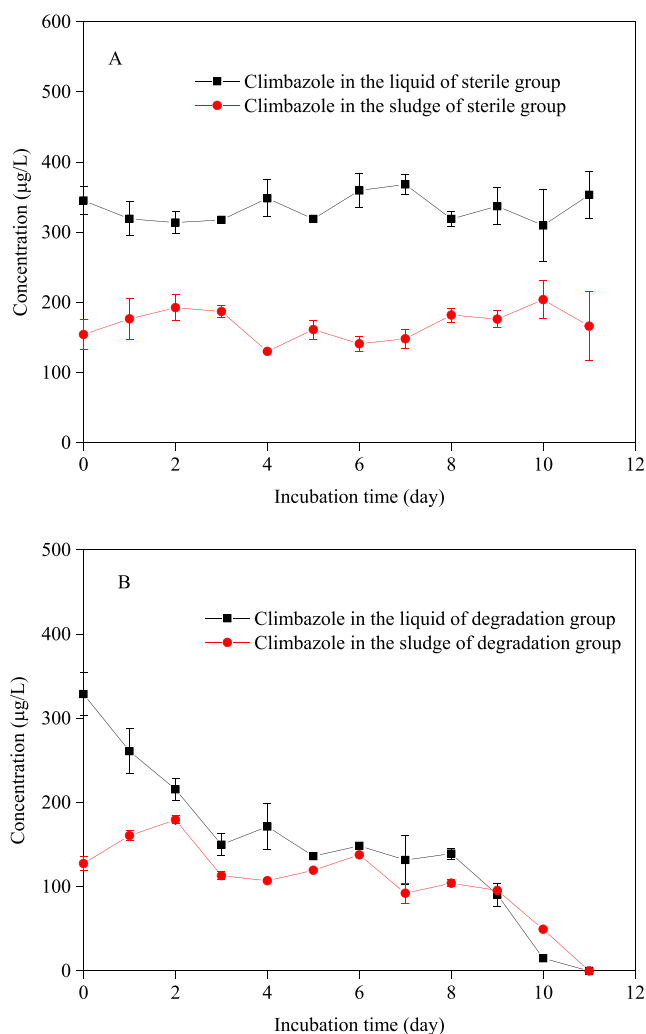 600
A
Climbazole in the liquid of sterile group
500
Climbazole in the sludge of sterile group
400
300
200
100
0
Concentration (μg/L)
0 2 4 6 8 10 12
Incubation time (day)
500
B
Climbazole in the liquid of degradation group
400
Climbazole in the sludge of degradation group
300
200
100
0
Concentration (μg/L)
0 2 4 6 8 10 12
Incubation time (day)